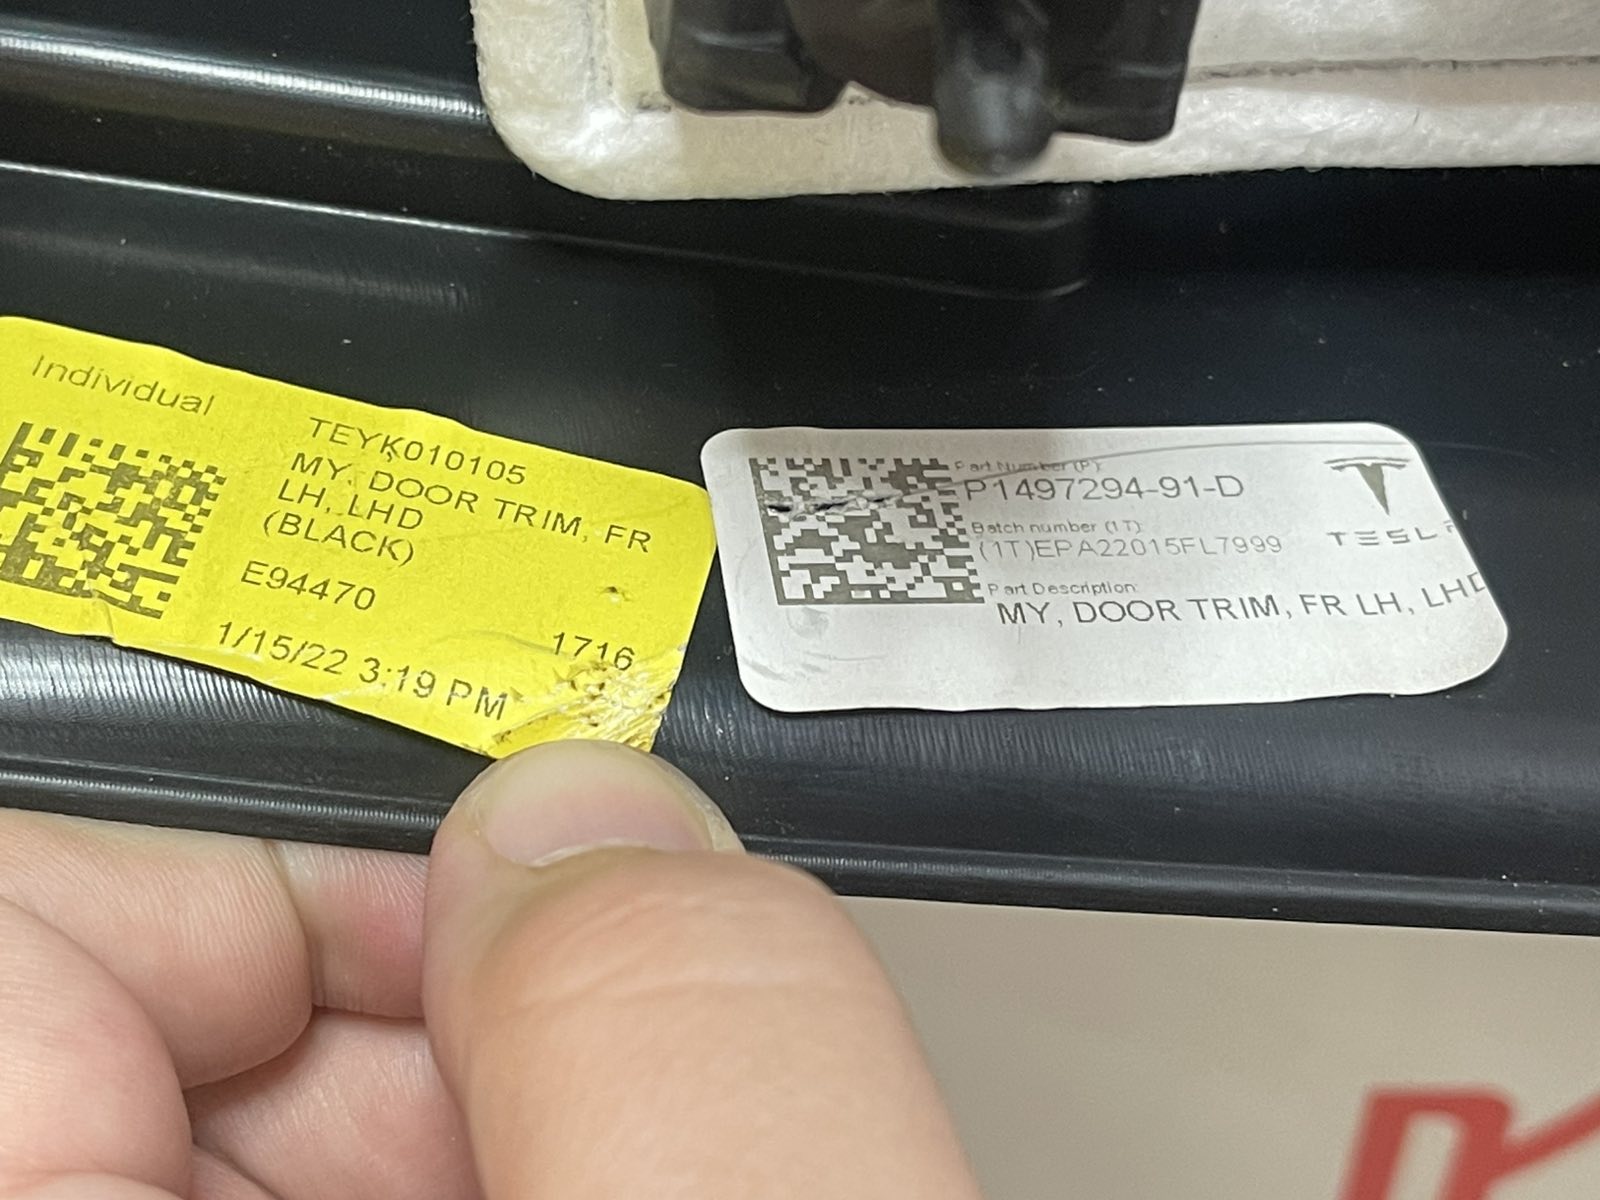 Individual
TEYK010105
MY, DOOR TRIM, FR
LH, LHD
(BLACK)
E94470
1716
1/15/22 3:19 PM
Part Number (P):
P1497294-91-D
Batch number (1T):
(1T)EPA22015FL7999
Part Description:
MY, DOOR TRIM, FR LH, LHD
TESL